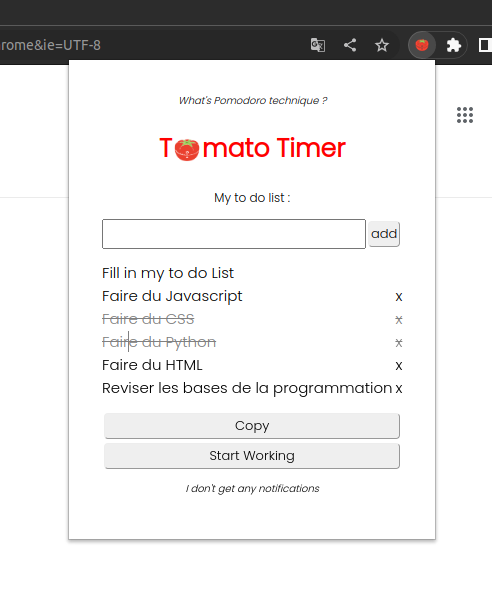 rome&ie=UTF-8
What's Pomodoro technique ?
T🍅mato Timer
My to do list :
add
Fill in my to do List
Faire du Javascript x
Faire du CSS x
Faire du Python x
Faire du HTML x
Reviser les bases de la programmation x
Copy
Start Working
I don't get any notifications